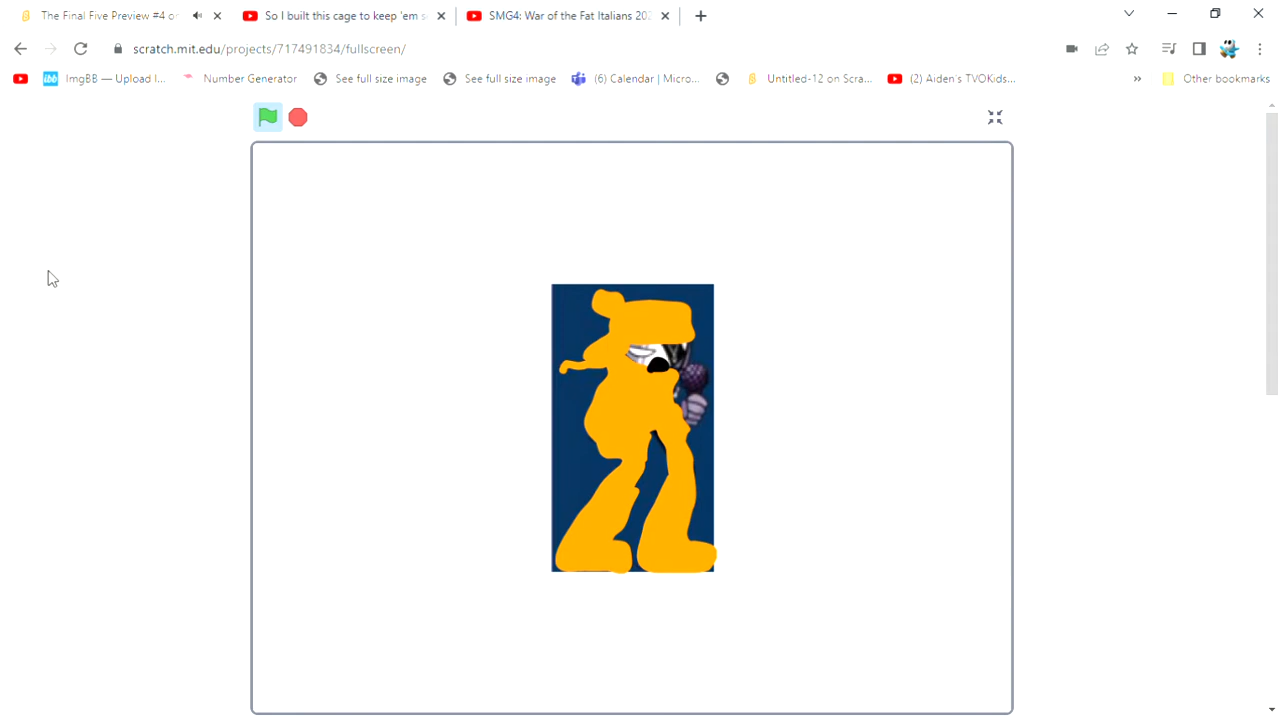 The Final Five Preview #4 on
So I built this cage to keep 'em s
SMG4: War of the Fat Italians 202
scratch.mit.edu/projects/717491834/fullscreen/
ImgBB — Upload I...
Number Generator
See full size image
See full size image
(6) Calendar | Micro...
Untitled-12 on Scra...
(2) Aiden's TVOKids...
»
Other bookmarks